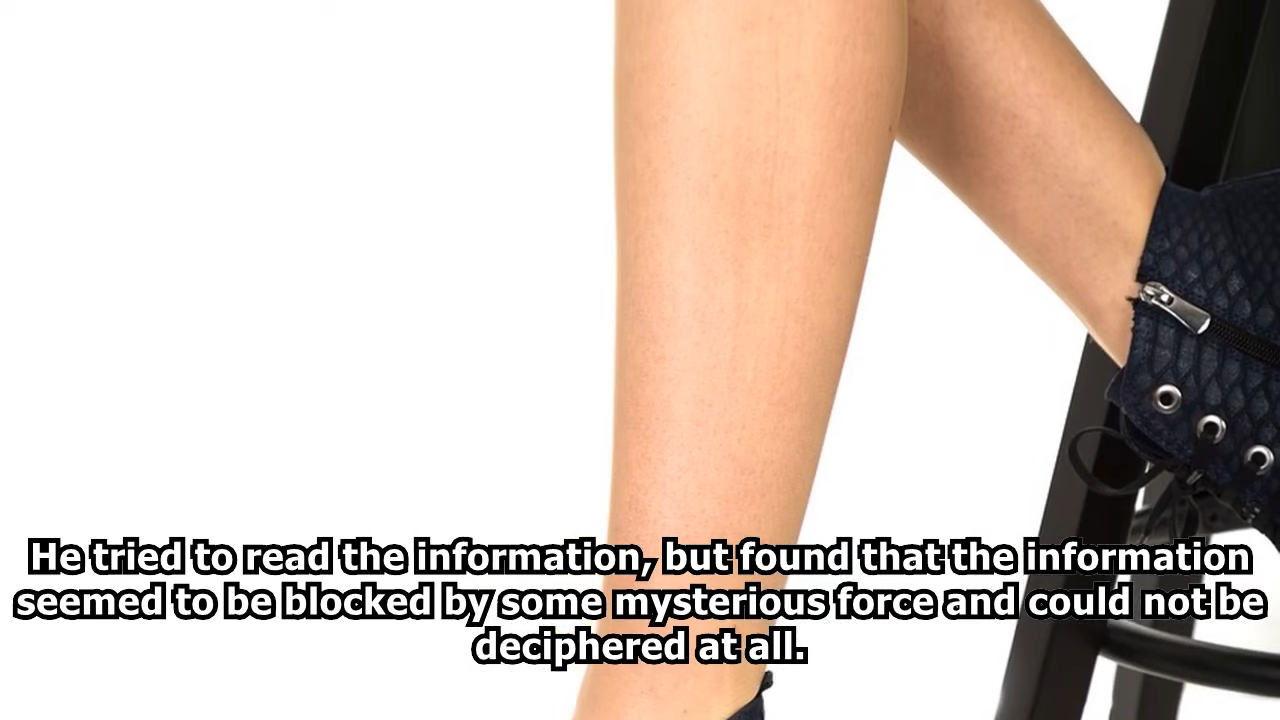 He tried to read the information, but found that the information
seemed to be blocked by some mysterious force and could not be
deciphered at all.